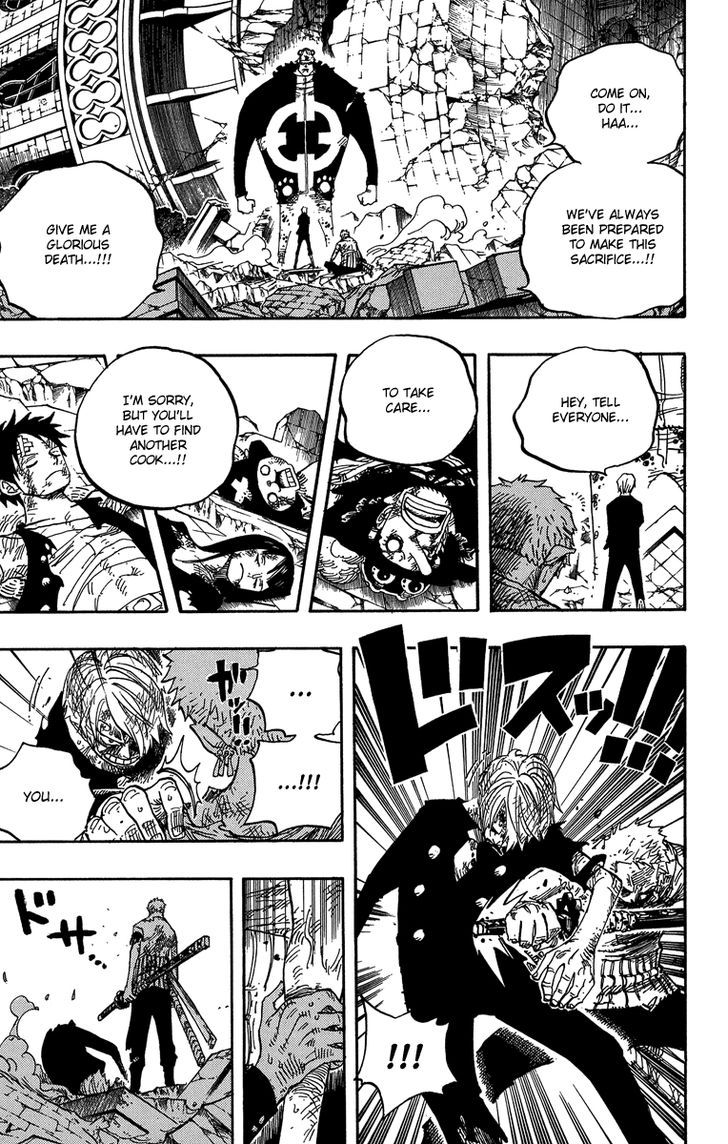 COME ON,
DO IT...
HAA...
WE'VE ALWAYS
BEEN PREPARED
TO MAKE THIS
SACRIFICE...!!
GIVE ME A
GLORIOUS
DEATH...!!!
HEY, TELL
EVERYONE...
TO TAKE
CARE...
I'M SORRY,
BUT YOU'LL
HAVE TO FIND
ANOTHER
COOK...!!
ドスッ!!
!!!
ガッ!!
...
...!!!
YOU...
ドサ...